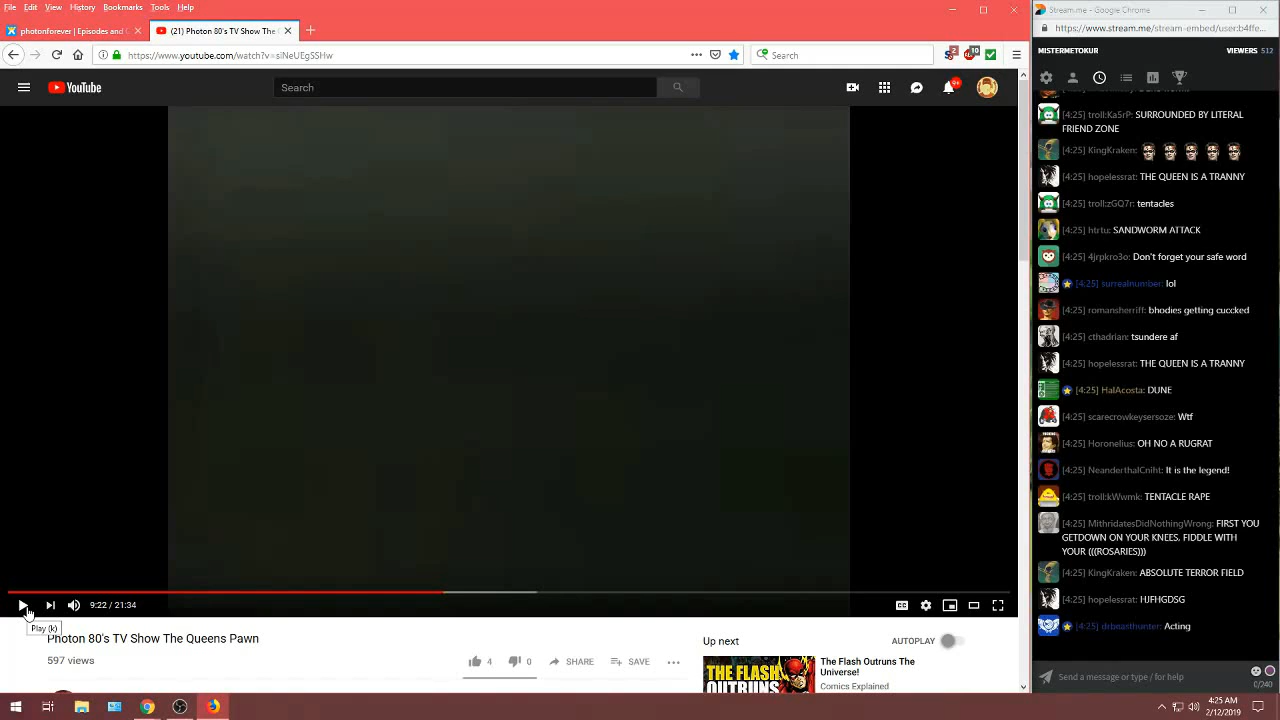 File Edit View History Bookmarks Tools Help
photonforever | Episodes and
(21) Photon 80's TV Show The
https://www.youtube.com/watch?v=siNeUEgSSHw
Search
2
10
YouTube
Search
9+
9:22 / 21:34
CC
Play (k)
Photon 80's TV Show The Queens Pawn
597 views
4
0
SHARE
SAVE
Up next
AUTOPLAY
THE FLASH
OUTRUNS
The Flash Outruns The
Universe!
Comics Explained
Stream.me - Google Chrome
https://www.stream.me/stream-embed/user:b4ffe...
MISTERMETOKUR
VIEWERS 512
[4:25] troll:Ka5rP: SURROUNDED BY LITERAL
FRIEND ZONE
[4:25] KingKraken:
[4:25] hopelessrat: THE QUEEN IS A TRANNY
[4:25] troll:zGQ7r: tentacles
[4:25] htrtu: SANDWORM ATTACK
[4:25] 4jrpkro3o: Don't forget your safe word
[4:25] surrealnumber: lol
[4:25] romansherriff: bhodies getting cuccked
[4:25] cthadrian: tsundere af
[4:25] hopelessrat: THE QUEEN IS A TRANNY
[4:25] HalAcosta: DUNE
[4:25] scarecrowkeysersoze: Wtf
[4:25] Horonelius: OH NO A RUGRAT
[4:25] NeanderthalCniht: It is the legend!
[4:25] troll:kWwmk: TENTACLE RAPE
[4:25] MithridatesDidNothingWrong: FIRST YOU
GETDOWN ON YOUR KNEES, FIDDLE WITH
YOUR (((ROSARIES)))
[4:25] KingKraken: ABSOLUTE TERROR FIELD
[4:25] hopelessrat: HJFHGDSG
[4:25] drbeasthunter: Acting
Send a message or type / for help
0/240
4:25 AM
2/12/2019